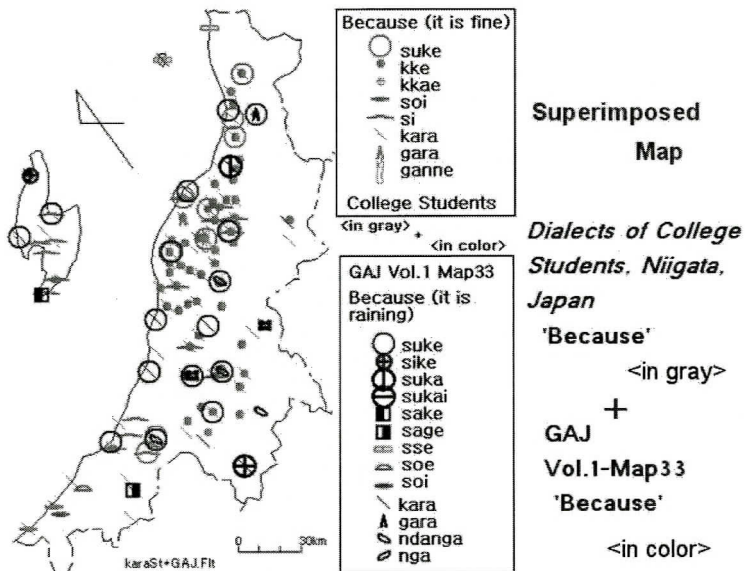 Because (it is fine)
suke
kke
kkae
soi
si
kara
gara
ganne
College Students
<in gray>
+
<in color>
GAJ Vol.1 Map33
Because (it is
raining)
suke
sike
suka
sukai
sake
sage
sse
soe
soi
kara
gara
ndanga
nga
karaSt+GAJ.Flt
0 30km
Superimposed
Map
Dialects of College
Students, Niigata,
Japan
'Because'
<in gray>
+
GAJ
Vol.1-Map33
'Because'
<in color>